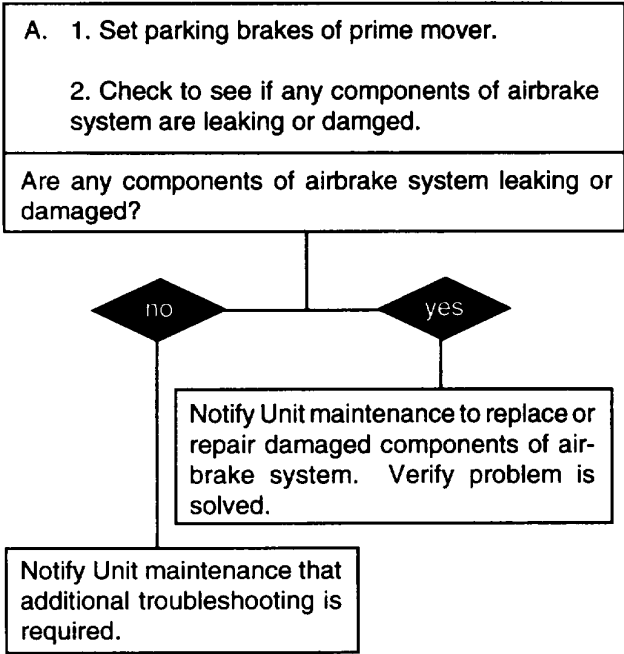 A. 1. Set parking brakes of prime mover.
2. Check to see if any components of airbrake
system are leaking or damged.
Are any components of airbrake system leaking or
damaged?
no
yes
Notify Unit maintenance to replace or
repair damaged components of air-
brake system. Verify problem is
solved.
Notify Unit maintenance that
additional troubleshooting is
required.